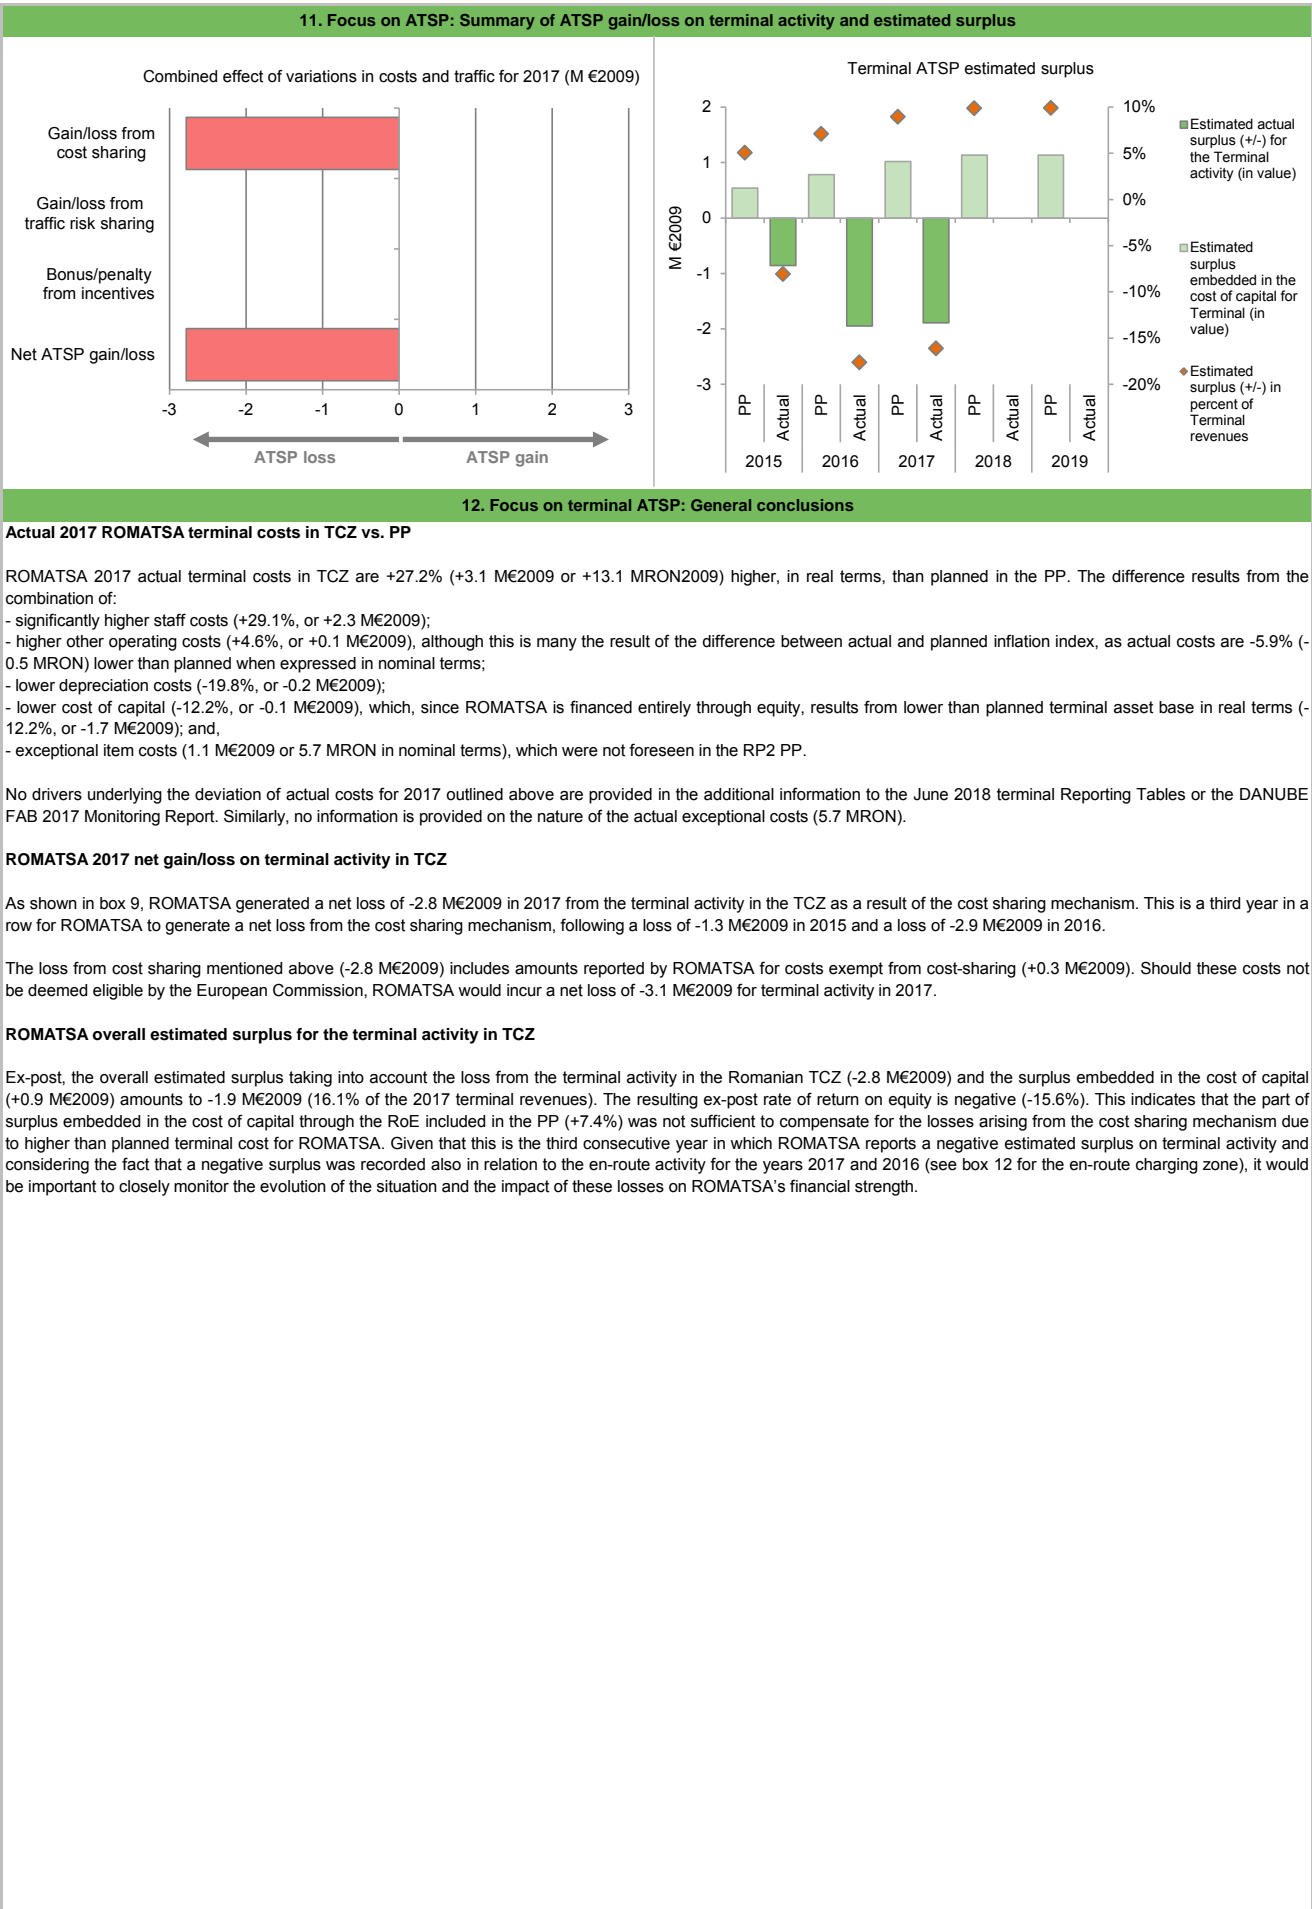 11. Focus on ATSP: Summary of ATSP gain/loss on terminal activity and estimated surplus
Combined effect of variations in costs and traffic for 2017 (M €2009)
Gain/loss from
cost sharing
Gain/loss from
traffic risk sharing
Bonus/penalty
from incentives
Net ATSP gain/loss
-3 -2 -1 0 1 2 3
ATSP loss ATSP gain
Terminal ATSP estimated surplus
M €2009
2
1
0
-1
-2
-3
10%
5%
0%
-5%
-10%
-15%
-20%
PP Actual PP Actual PP Actual PP Actual PP Actual
2015 2016 2017 2018 2019
Estimated actual
surplus (+/-) for
the Terminal
activity (in value)
Estimated
surplus
embedded in the
cost of capital for
Terminal (in
value)
Estimated
surplus (+/-) in
percent of
Terminal
revenues
12. Focus on terminal ATSP: General conclusions
Actual 2017 ROMATSA terminal costs in TCZ vs. PP
ROMATSA 2017 actual terminal costs in TCZ are +27.2% (+3.1 M€2009 or +13.1 MRON2009) higher, in real terms, than planned in the PP. The difference results from the
combination of:
- significantly higher staff costs (+29.1%, or +2.3 M€2009);
- higher other operating costs (+4.6%, or +0.1 M€2009), although this is many the result of the difference between actual and planned inflation index, as actual costs are -5.9% (-
0.5 MRON) lower than planned when expressed in nominal terms;
- lower depreciation costs (-19.8%, or -0.2 M€2009);
- lower cost of capital (-12.2%, or -0.1 M€2009), which, since ROMATSA is financed entirely through equity, results from lower than planned terminal asset base in real terms (-
12.2%, or -1.7 M€2009); and,
- exceptional item costs (1.1 M€2009 or 5.7 MRON in nominal terms), which were not foreseen in the RP2 PP.
No drivers underlying the deviation of actual costs for 2017 outlined above are provided in the additional information to the June 2018 terminal Reporting Tables or the DANUBE
FAB 2017 Monitoring Report. Similarly, no information is provided on the nature of the actual exceptional costs (5.7 MRON).
ROMATSA 2017 net gain/loss on terminal activity in TCZ
As shown in box 9, ROMATSA generated a net loss of -2.8 M€2009 in 2017 from the terminal activity in the TCZ as a result of the cost sharing mechanism. This is a third year in a
row for ROMATSA to generate a net loss from the cost sharing mechanism, following a loss of -1.3 M€2009 in 2015 and a loss of -2.9 M€2009 in 2016.
The loss from cost sharing mentioned above (-2.8 M€2009) includes amounts reported by ROMATSA for costs exempt from cost-sharing (+0.3 M€2009). Should these costs not
be deemed eligible by the European Commission, ROMATSA would incur a net loss of -3.1 M€2009 for terminal activity in 2017.
ROMATSA overall estimated surplus for the terminal activity in TCZ
Ex-post, the overall estimated surplus taking into account the loss from the terminal activity in the Romanian TCZ (-2.8 M€2009) and the surplus embedded in the cost of capital
(+0.9 M€2009) amounts to -1.9 M€2009 (16.1% of the 2017 terminal revenues). The resulting ex-post rate of return on equity is negative (-15.6%). This indicates that the part of
surplus embedded in the cost of capital through the RoE included in the PP (+7.4%) was not sufficient to compensate for the losses arising from the cost sharing mechanism due
to higher than planned terminal cost for ROMATSA. Given that this is the third consecutive year in which ROMATSA reports a negative estimated surplus on terminal activity and
considering the fact that a negative surplus was recorded also in relation to the en-route activity for the years 2017 and 2016 (see box 12 for the en-route charging zone), it would
be important to closely monitor the evolution of the situation and the impact of these losses on ROMATSA's financial strength.